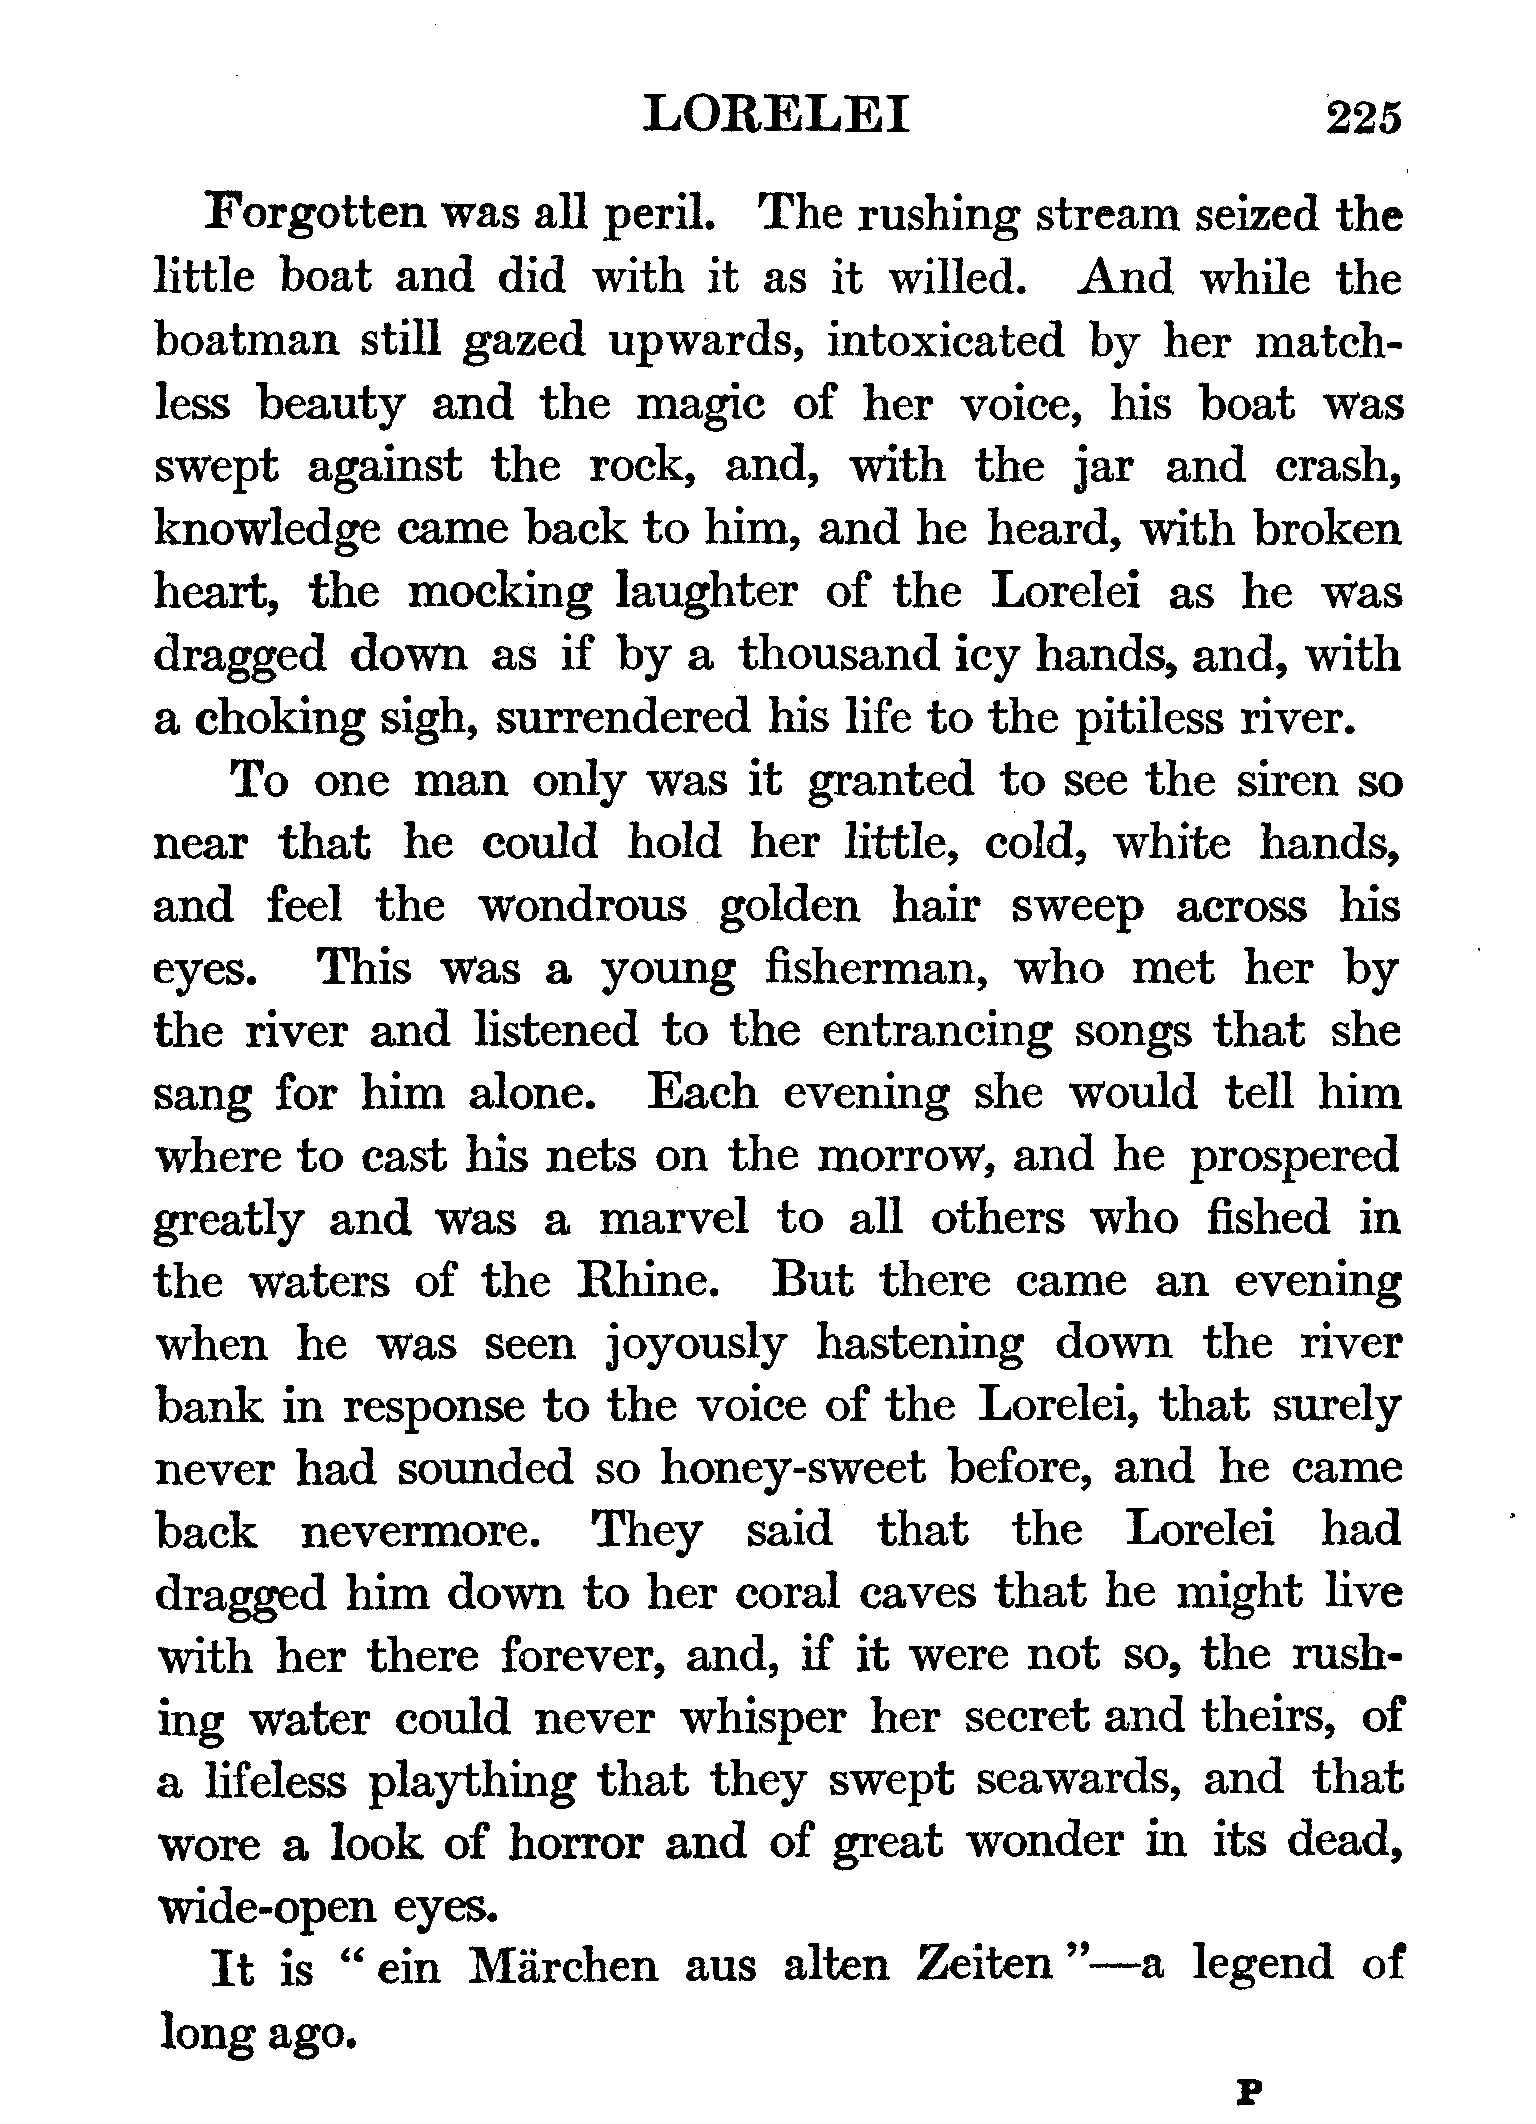 LORELEI 225
Forgotten was all peril. The rushing stream seized the
little boat and did with it as it willed. And while the
boatman still gazed upwards, intoxicated by her match-
less beauty and the magic of her voice, his boat was
swept against the rock, and, with the jar and crash,
knowledge came back to him, and he heard, with broken
heart, the mocking laughter of the Lorelei as he was
dragged down as if by a thousand icy hands, and, with
a choking sigh, surrendered his life to the pitiless river.
To one man only was it granted to see the siren so
near that he could hold her little, cold, white hands,
and feel the wondrous golden hair sweep across his
eyes. This was a young fisherman, who met her by
the river and listened to the entrancing songs that she
sang for him alone. Each evening she would tell him
where to cast his nets on the morrow, and he prospered
greatly and was a marvel to all others who fished in
the waters of the Rhine. But there came an evening
when he was seen joyously hastening down the river
bank in response to the voice of the Lorelei, that surely
never had sounded so honey-sweet before, and he came
back nevermore. They said that the Lorelei had
dragged him down to her coral caves that he might live
with her there forever, and, if it were not so, the rush-
ing water could never whisper her secret and theirs, of
a lifeless plaything that they swept seawards, and that
wore a look of horror and of great wonder in its dead,
wide-open eyes.
It is “ ein Märchen aus alten Zeiten ”—a legend of
long ago.
P